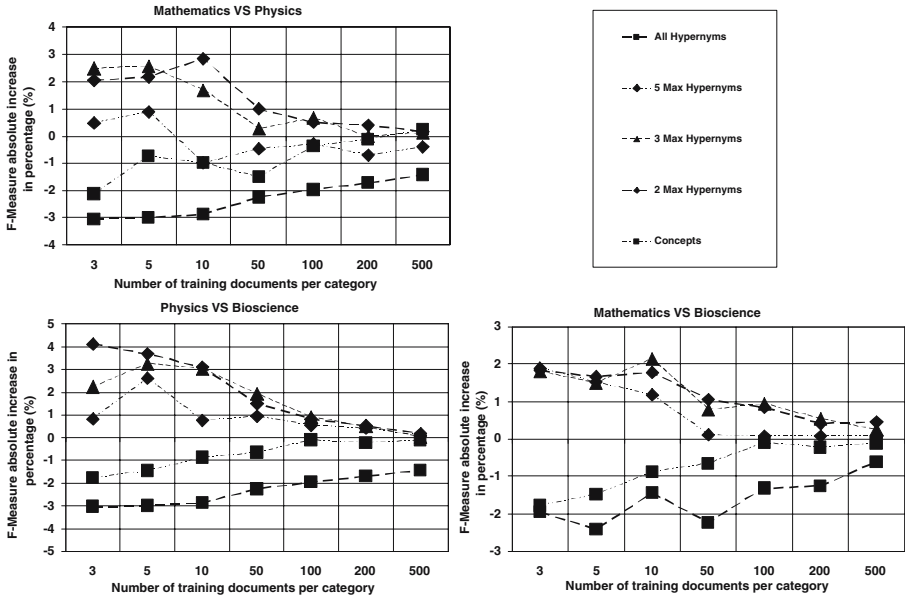 Mathematics VS Physics
F-Measure absolute increase
in percentage (%)
4
3
2
1
0
-1
-2
-3
-4
3 5 10 50 100 200 500
Number of training documents per category
All Hypernyms
5 Max Hypernyms
3 Max Hypernyms
2 Max Hypernyms
Concepts
Physics VS Bioscience
F-Measure absolute increase in
percentage (%)
5
4
3
2
1
0
-1
-2
-3
-4
-5
3 5 10 50 100 200 500
Number of training documents per category
Mathematics VS Bioscience
F-Measure absolute increase
in percentage (%)
3
2
1
0
-1
-2
-3
3 5 10 50 100 200 500
Number of training documents per category